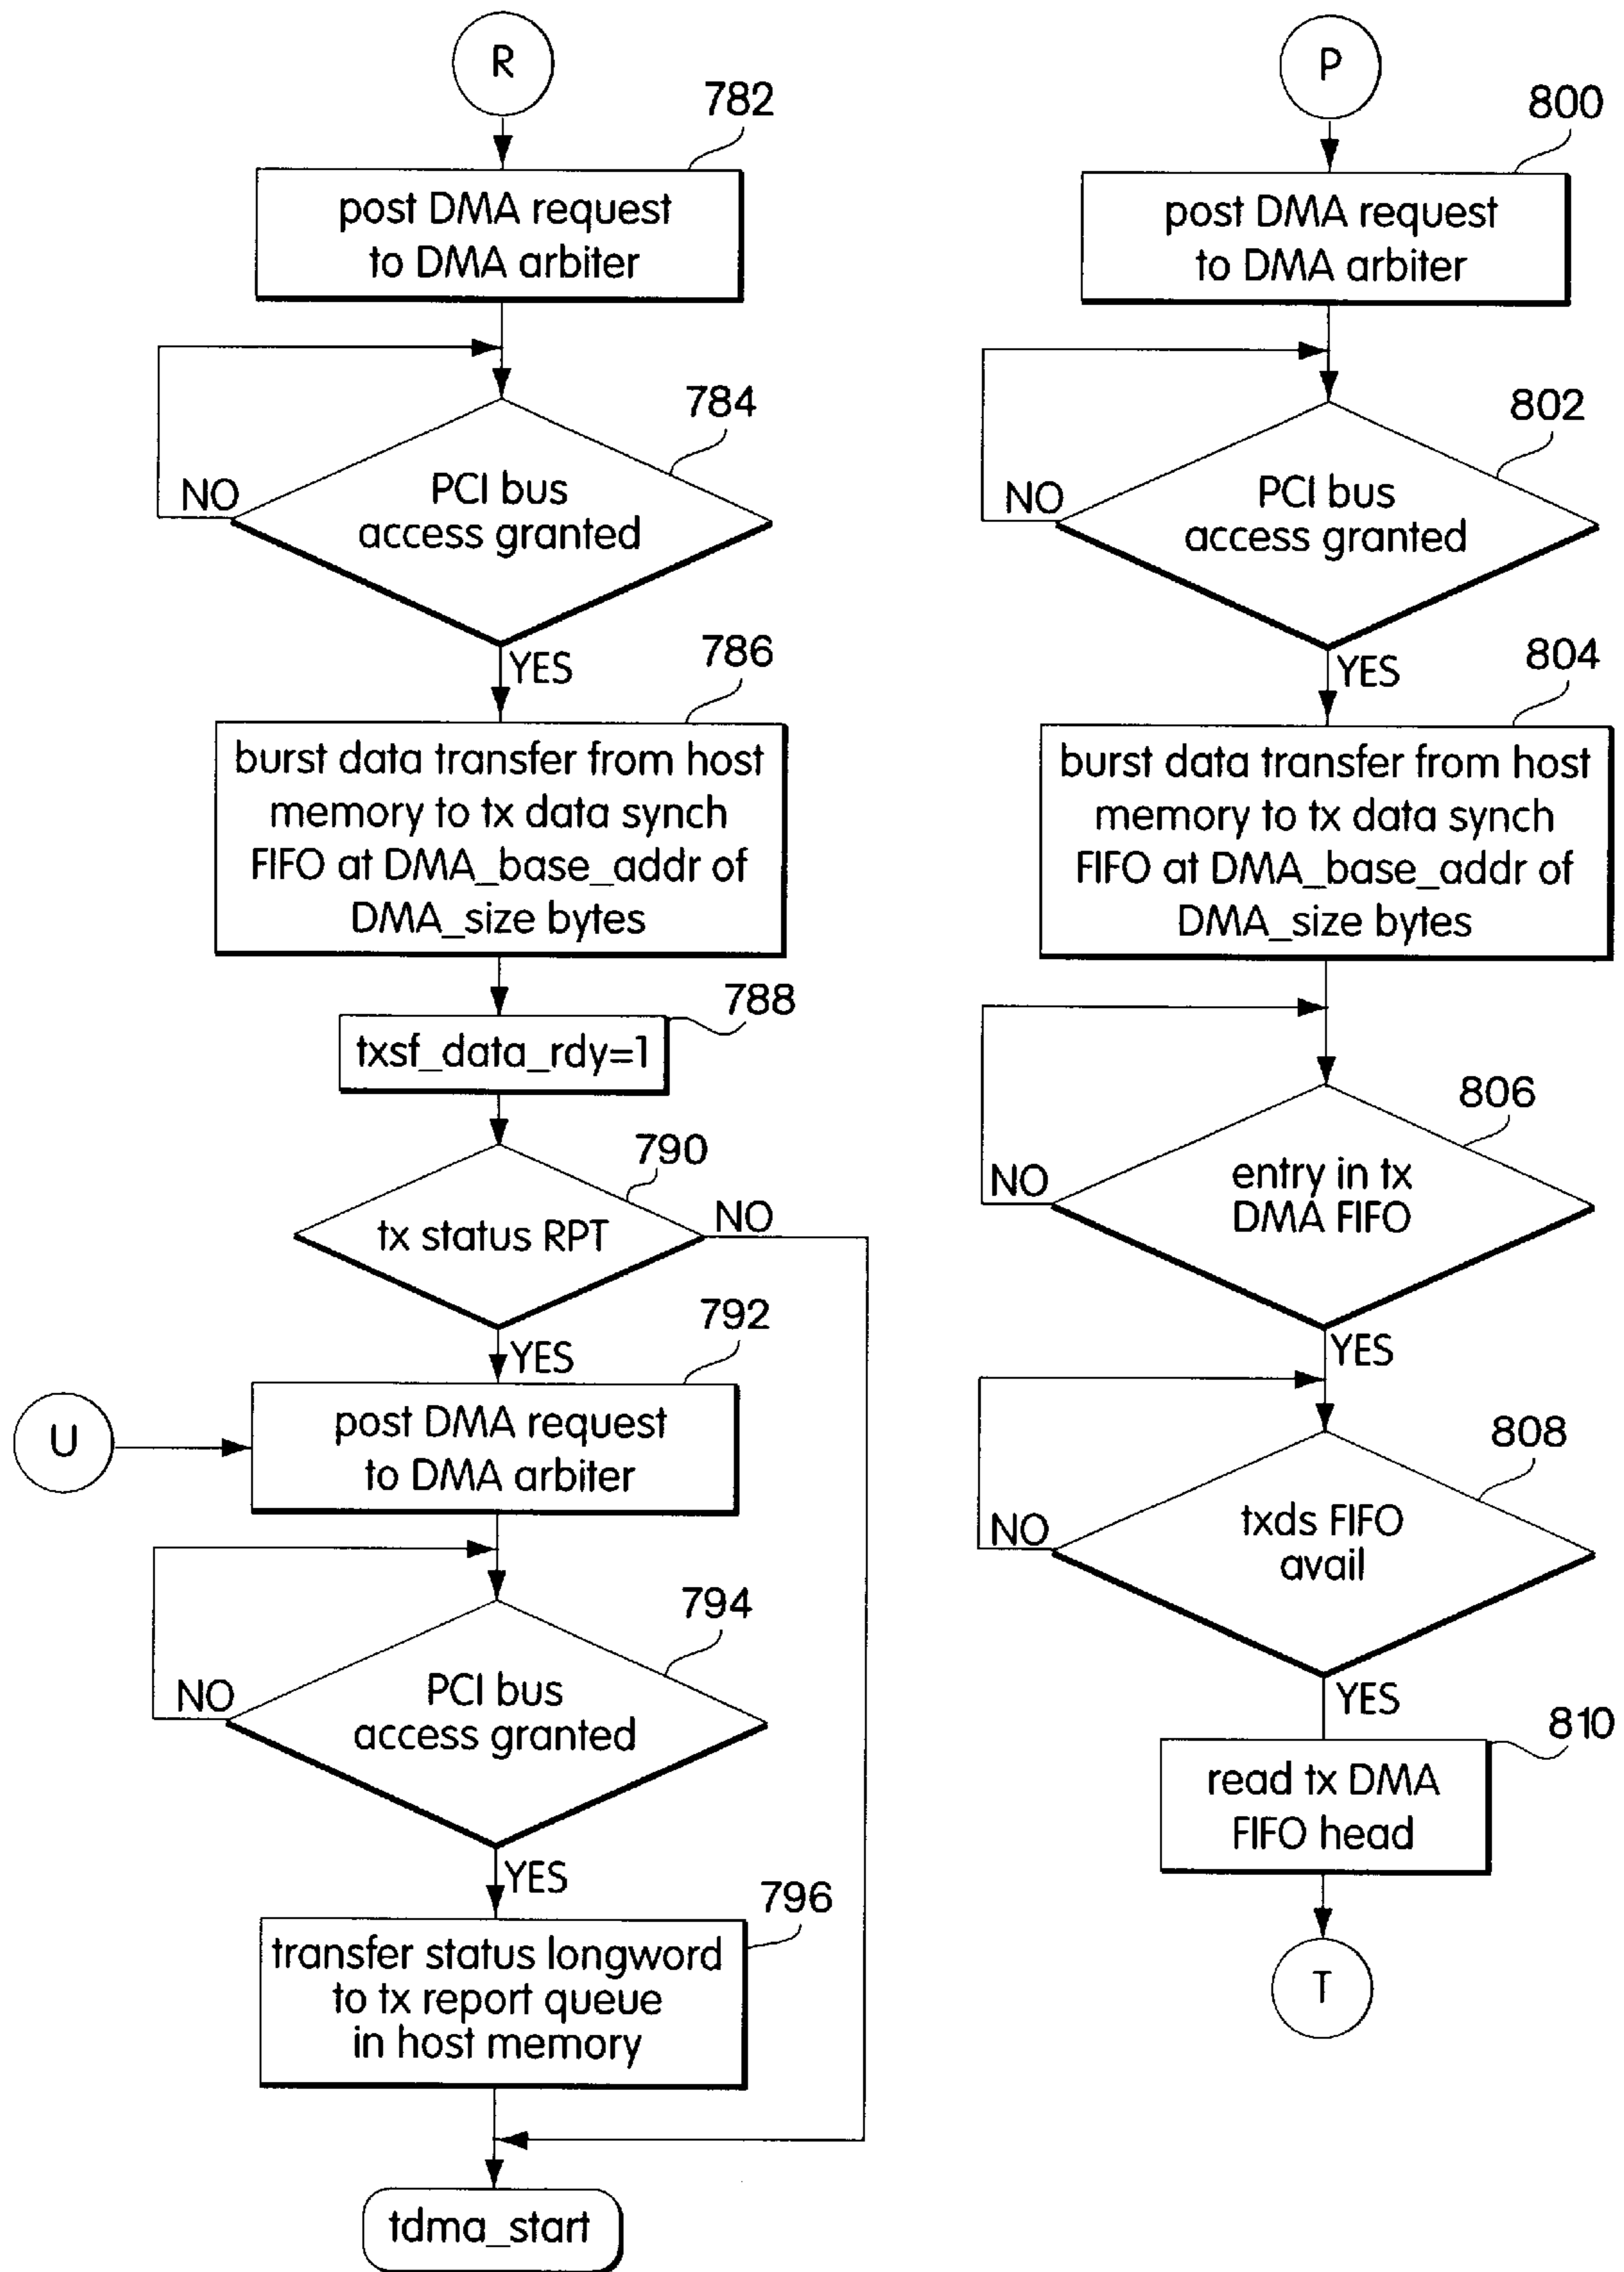 R
782
post DMA request
to DMA arbiter
784
PCI bus
access granted
NO
YES
786
burst data transfer from host
memory to tx data synch
FIFO at DMA_base_addr of
DMA_size bytes
788
txsf_data_rdy=1
790
tx status RPT
NO
YES
792
U
post DMA request
to DMA arbiter
794
PCI bus
access granted
NO
YES
796
transfer status longword
to tx report queue
in host memory
tdma_start
P
800
post DMA request
to DMA arbiter
802
PCI bus
access granted
NO
YES
804
burst data transfer from host
memory to tx data synch
FIFO at DMA_base_addr of
DMA_size bytes
806
entry in tx
DMA FIFO
NO
YES
808
txds FIFO
avail
NO
YES
810
read tx DMA
FIFO head
T